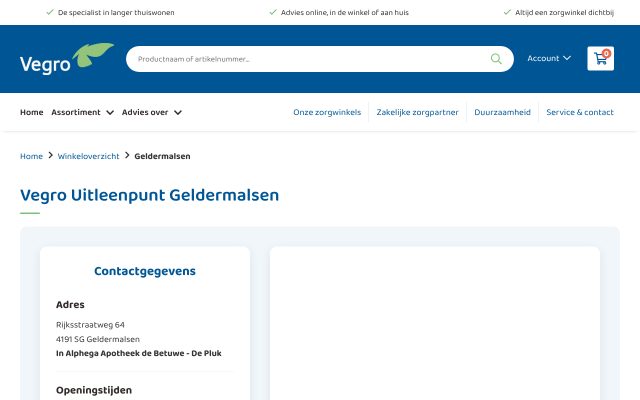 De specialist in langer thuiswonen
Advies online, in de winkel of aan huis
Altijd een zorgwinkel dichtbij
Vegro
Productnaam of artikelnummer...
Account
0
Home
Assortiment
Advies over
Onze zorgwinkels
Zakelijke zorgpartner
Duurzaamheid
Service & contact
Home
Winkeloverzicht
Geldermalsen
Vegro Uitleenpunt Geldermalsen
Contactgegevens
Adres
Rijksstraatweg 64
4191 SG Geldermalsen
In Alphega Apotheek de Betuwe - De Pluk
Openingstijden